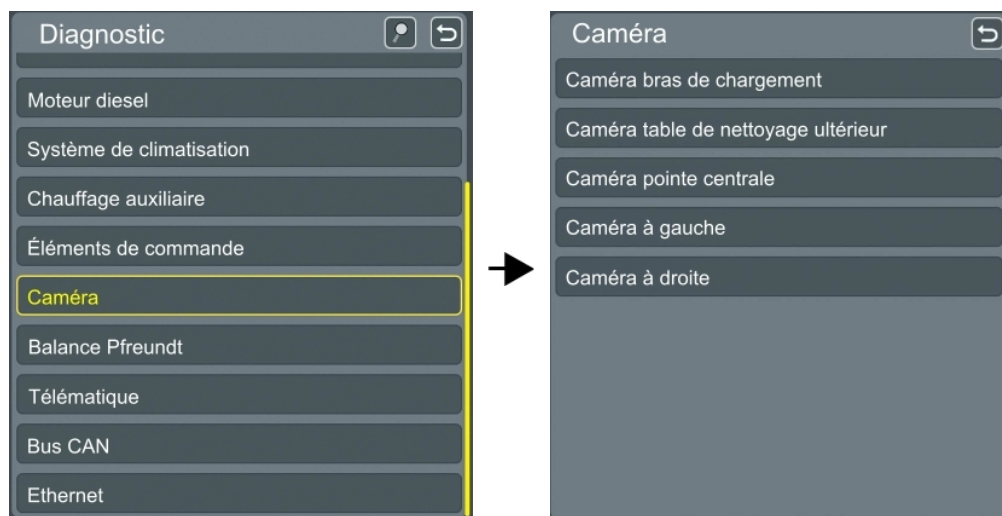 Diagnostic
Moteur diesel
Système de climatisation
Chauffage auxiliaire
Éléments de commande
Caméra
Balance Pfreundt
Télématique
Bus CAN
Ethernet
Caméra
Caméra bras de chargement
Caméra table de nettoyage ultérieur
Caméra pointe centrale
Caméra à gauche
Caméra à droite